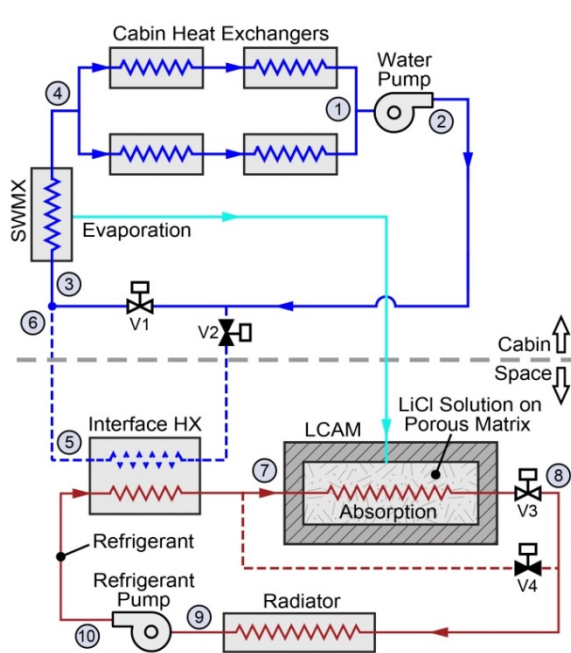 Cabin Heat Exchangers
Water
Pump
4
1
2
SWMX
Evaporation
3
6
V1
V2
Cabin
Space
Interface HX
LCAM
LiCl Solution on
Porous Matrix
5
7
8
Absorption
V3
Refrigerant
V4
Refrigerant
Pump
Radiator
9
10